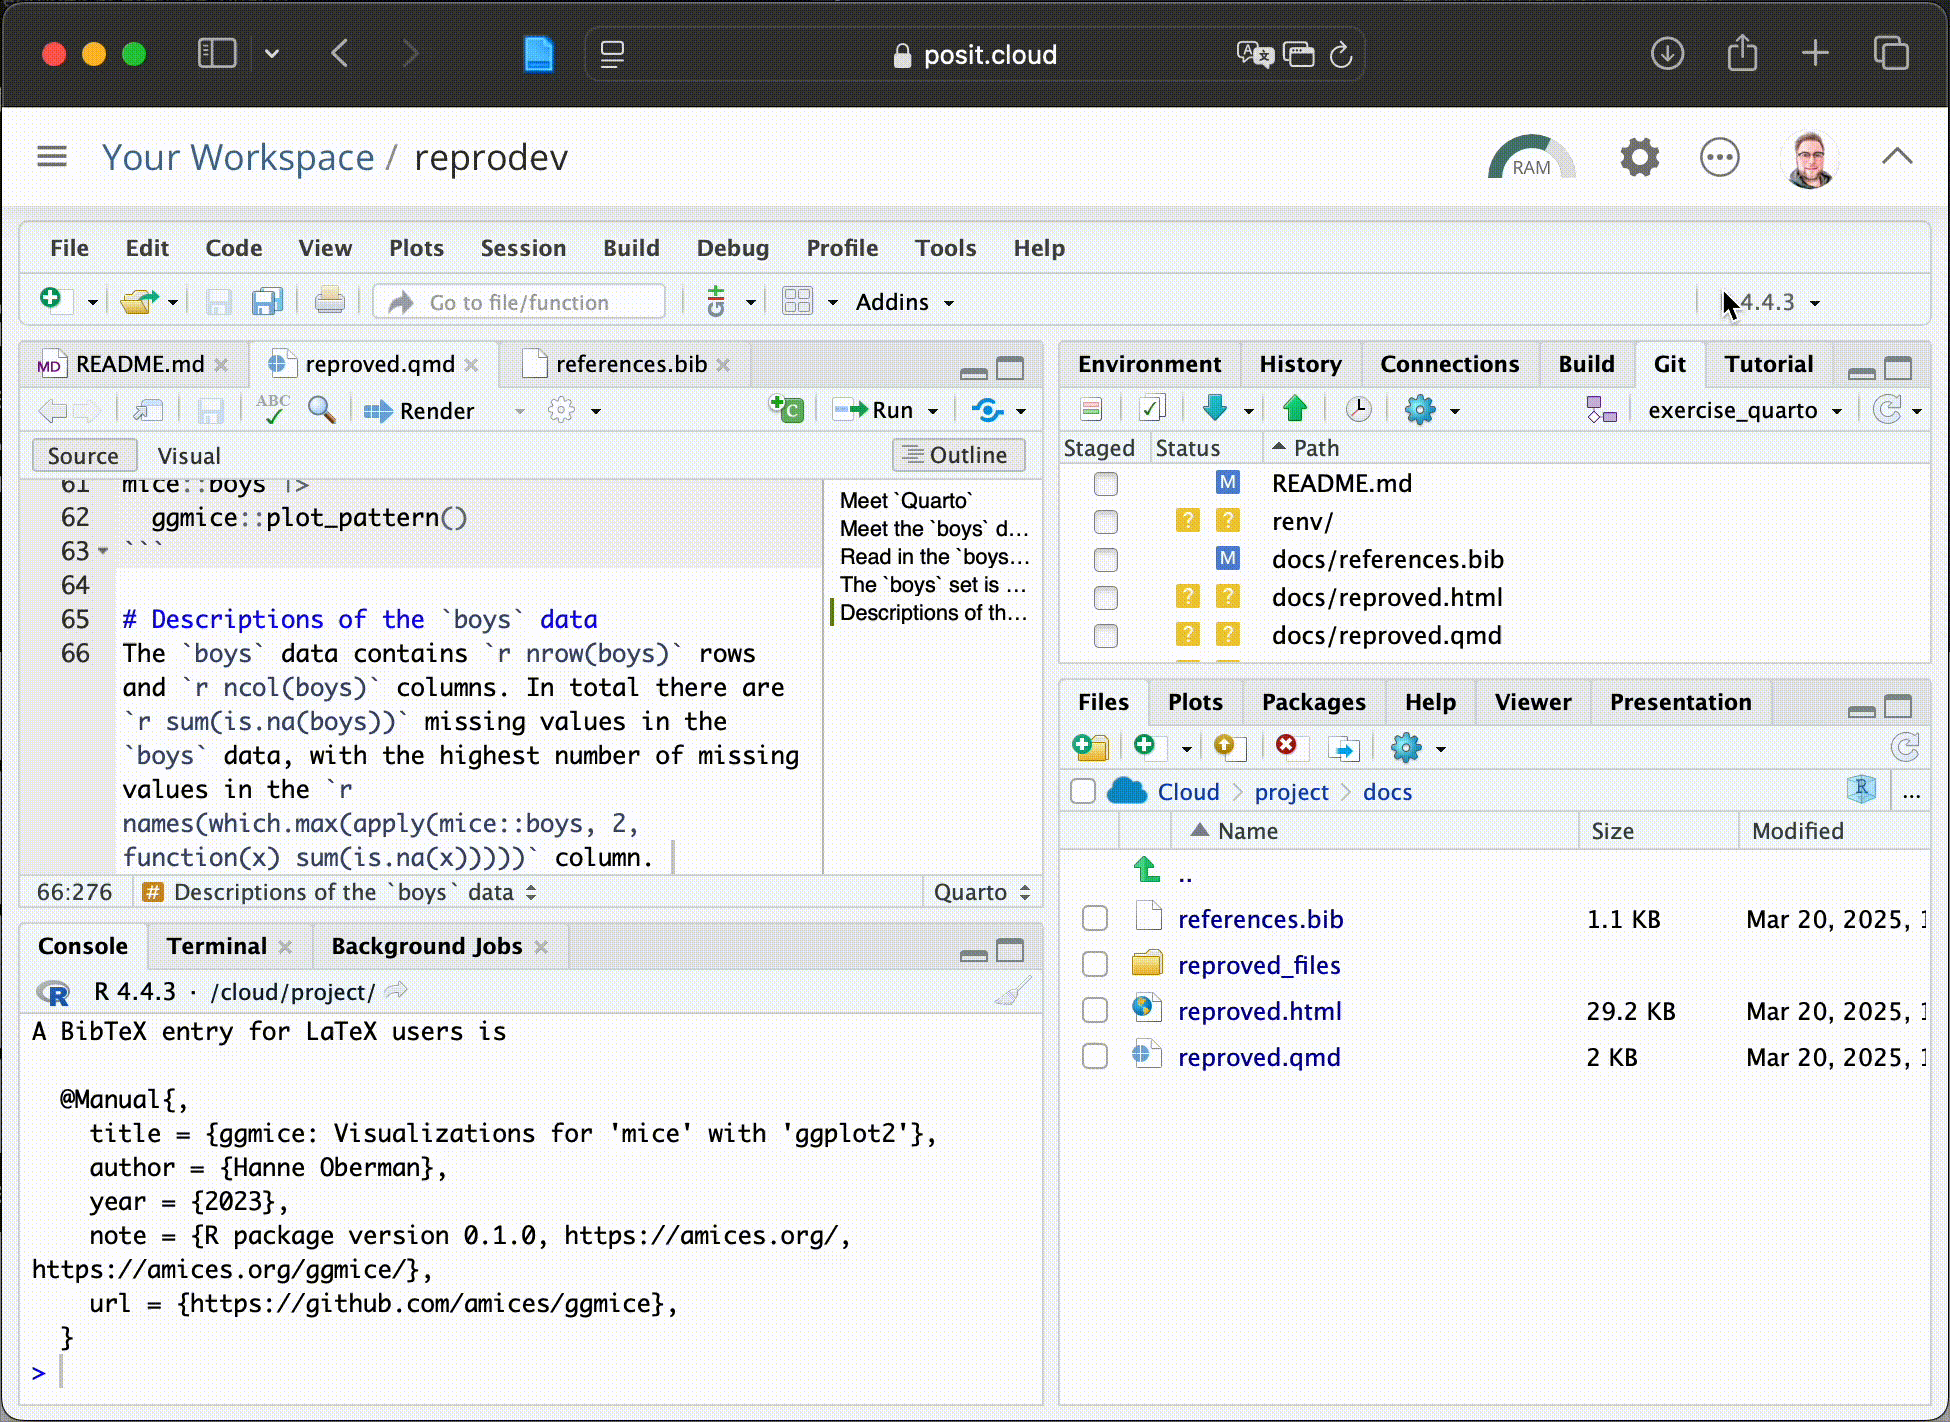 posit.cloud
Your Workspace / reprodev
RAM
File Edit Code View Plots Session Build Debug Profile Tools Help
Go to file/function
Addins
4.4.3
README.md
reproved.qmd
references.bib
ABC
Render
Run
Source
Visual
Outline
61 mice::boys |>
62 ggmice::plot_pattern()
63 ```
64
65 # Descriptions of the `boys` data
66 The `boys` data contains `r nrow(boys)` rows
and `r ncol(boys)` columns. In total there are
`r sum(is.na(boys))` missing values in the
`boys` data, with the highest number of missing
values in the `r
names(which.max(apply(mice::boys, 2,
function(x) sum(is.na(x)))))` column.
Meet `Quarto`
Meet the `boys` d...
Read in the `boys...
The `boys` set is ...
Descriptions of th...
66:276
# Descriptions of the `boys` data
Quarto
Console Terminal Background Jobs
R 4.4.3 · /cloud/project/
A BibTeX entry for LaTeX users is
@Manual{,
title = {ggmice: Visualizations for 'mice' with 'ggplot2'},
author = {Hanne Oberman},
year = {2023},
note = {R package version 0.1.0, https://amices.org/,
https://amices.org/ggmice/},
url = {https://github.com/amices/ggmice},
}
>
Environment History Connections Build Git Tutorial
exercise_quarto
Staged Status Path
M README.md
? ? renv/
M docs/references.bib
? ? docs/reproved.html
? ? docs/reproved.qmd
Files Plots Packages Help Viewer Presentation
Cloud project docs
R ...
Name Size Modified
..
references.bib 1.1 KB Mar 20, 2025, 1
reproved_files
reproved.html 29.2 KB Mar 20, 2025, 1
reproved.qmd 2 KB Mar 20, 2025, 1